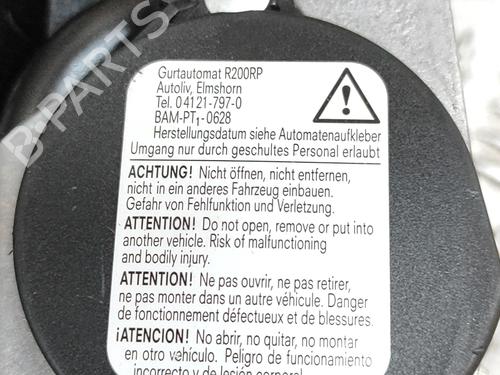 Gurtautomat R200RP
Autoliv, Elmshorn
Tel. 04121-797-0
BAM-PT1-0628
Herstellungsdatum siehe Automatenaufkleber
Umgang nur durch geschultes Personal erlaubt
ACHTUNG! Nicht öffnen, nicht entfernen,
nicht in ein anderes Fahrzeug einbauen.
Gefahr von Fehlfunktion und Verletzung.
ATTENTION! Do not open, remove or put into
another vehicle. Risk of malfunctioning
and bodily injury.
ATTENTION! Ne pas ouvrir, ne pas retirer,
ne pas monter dans un autre véhicule. Danger
de fonctionnement défectueux et de blessures.
¡ATENCION! No abrir, no quitar, no montar
en otro vehículo. Peligro de funcionamiento
incorrecto y de lesión corporal